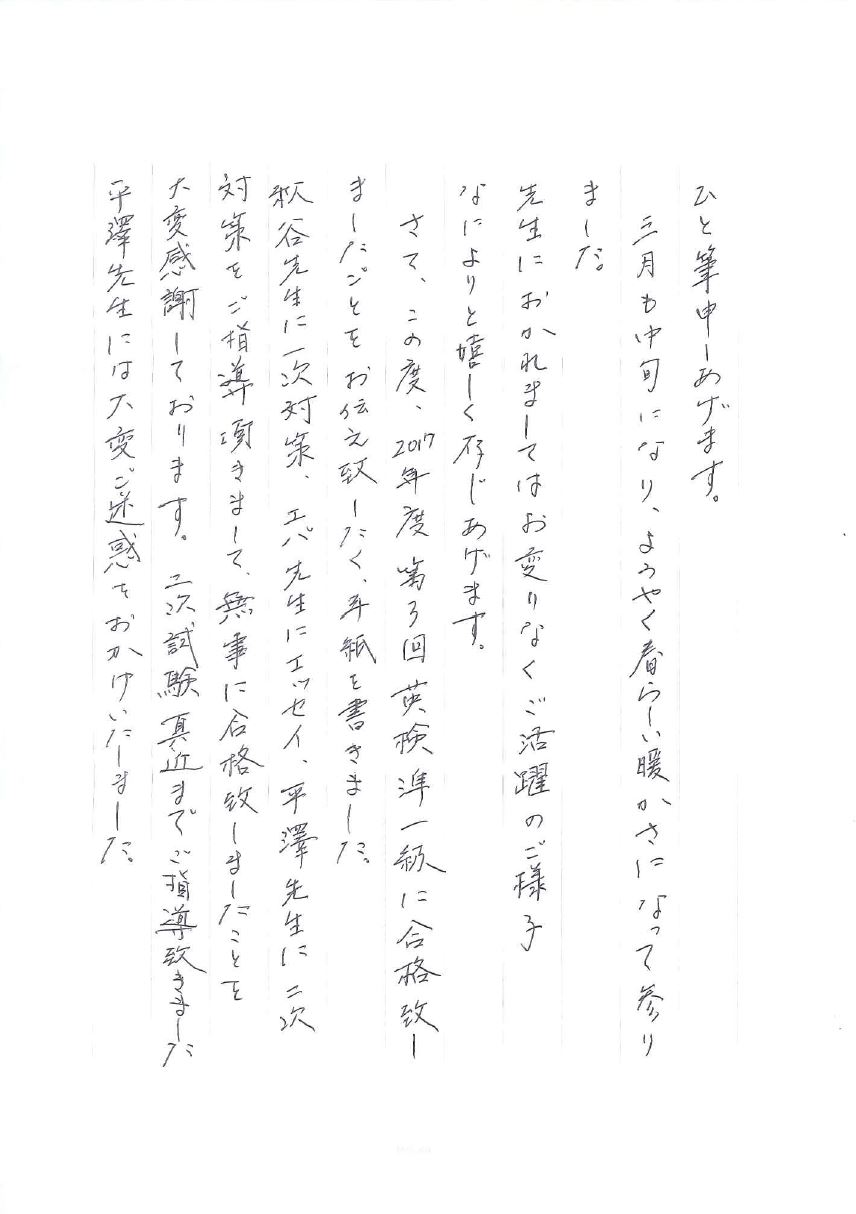 ひと筆申しあげます。
三月も中旬になり、ようやく春らしい暖かさになって参り
ました。
先生におかれましてはお変りなくご活躍のご様子
なによりと嬉しく存じあげます。
さて、この度、2017年度第3回英検準一級に合格致し
ましたことをお伝え致したく、手紙を書きました。
秋谷先生に一次対策、エバ先生にエッセイ、平澤先生に二次
対策をご指導頂きまして、無事に合格致しましたことを
大変感謝しております。二次試験真近までご指導致きました
平澤先生には大変ご迷惑をおかけいたしました。